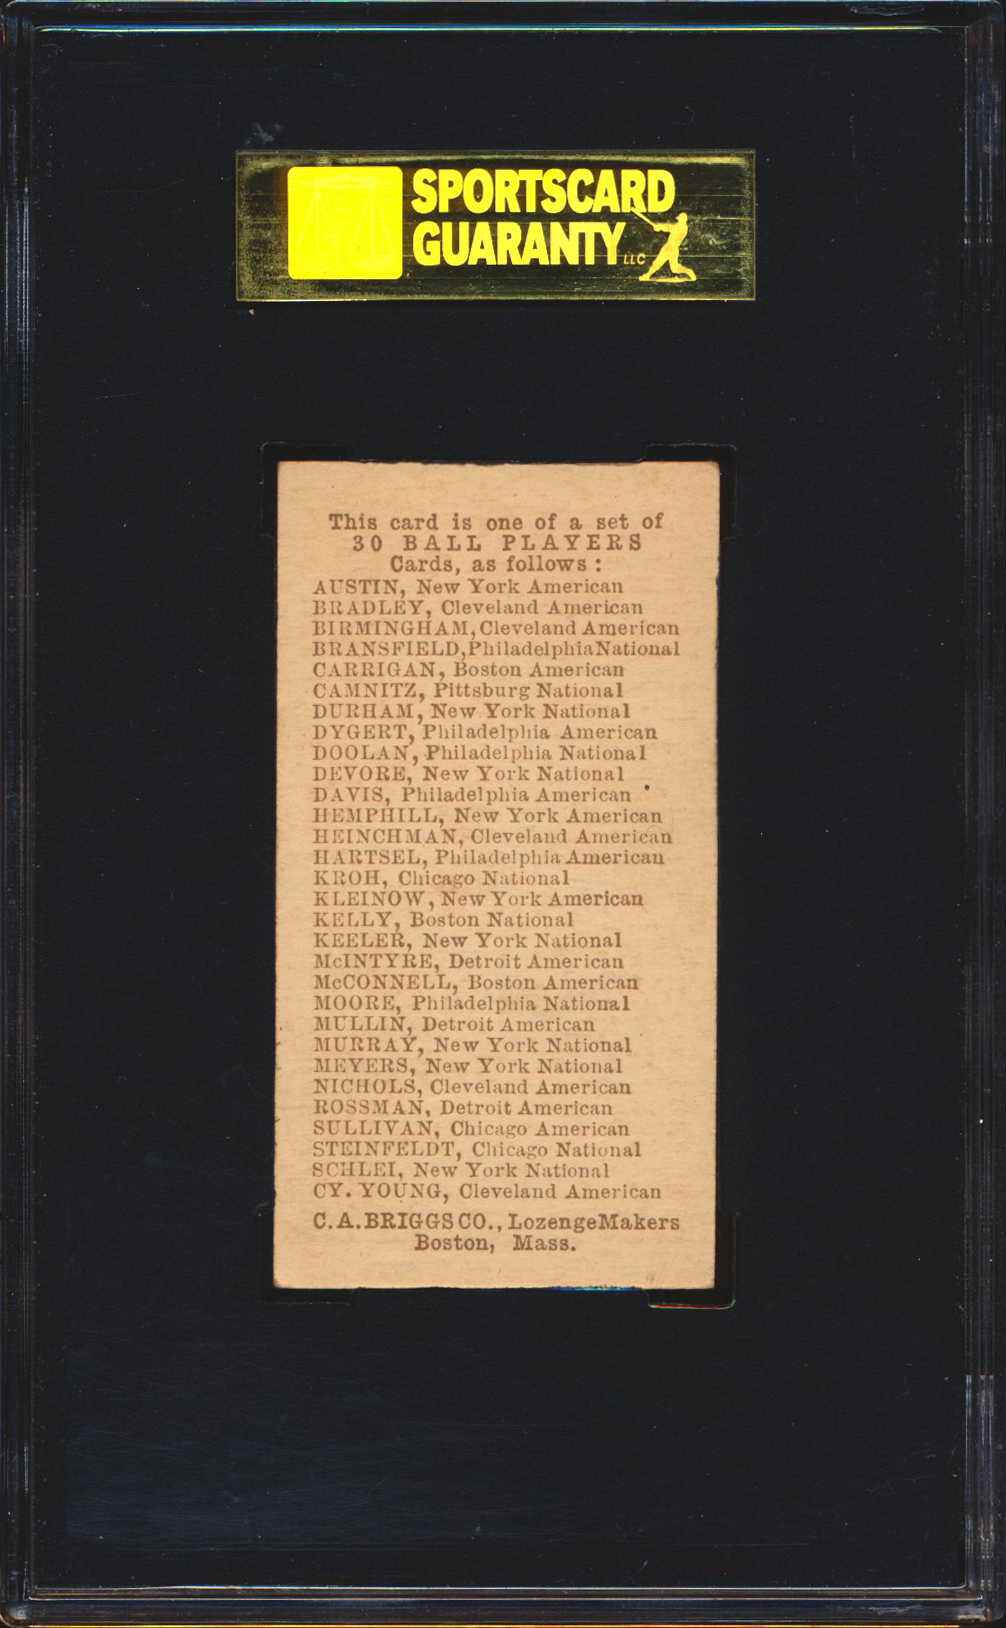 SPORTSCARD
GUARANTY LLC
This card is one of a set of
30 BALL PLAYERS
Cards, as follows :
AUSTIN, New York American
BRADLEY, Cleveland American
BIRMINGHAM, Cleveland American
BRANSFIELD, Philadelphia National
CARRIGAN, Boston American
CAMNITZ, Pittsburg National
DURHAM, New York National
DYGERT, Philadelphia American
DOOLAN, Philadelphia National
DEVORE, New York National
DAVIS, Philadelphia American
HEMPHILL, New York American
HEINCHMAN, Cleveland American
HARTSEL, Philadelphia American
KROH, Chicago National
KLEINOW, New York American
KELLY, Boston National
KEELER, New York National
McINTYRE, Detroit American
McCONNELL, Boston American
MOORE, Philadelphia National
MULLIN, Detroit American
MURRAY, New York National
MEYERS, New York National
NICHOLS, Cleveland American
ROSSMAN, Detroit American
SULLIVAN, Chicago American
STEINFELDT, Chicago National
SCHLEI, New York National
CY. YOUNG, Cleveland American
C. A. BRIGGS CO., Lozenge Makers
Boston, Mass.